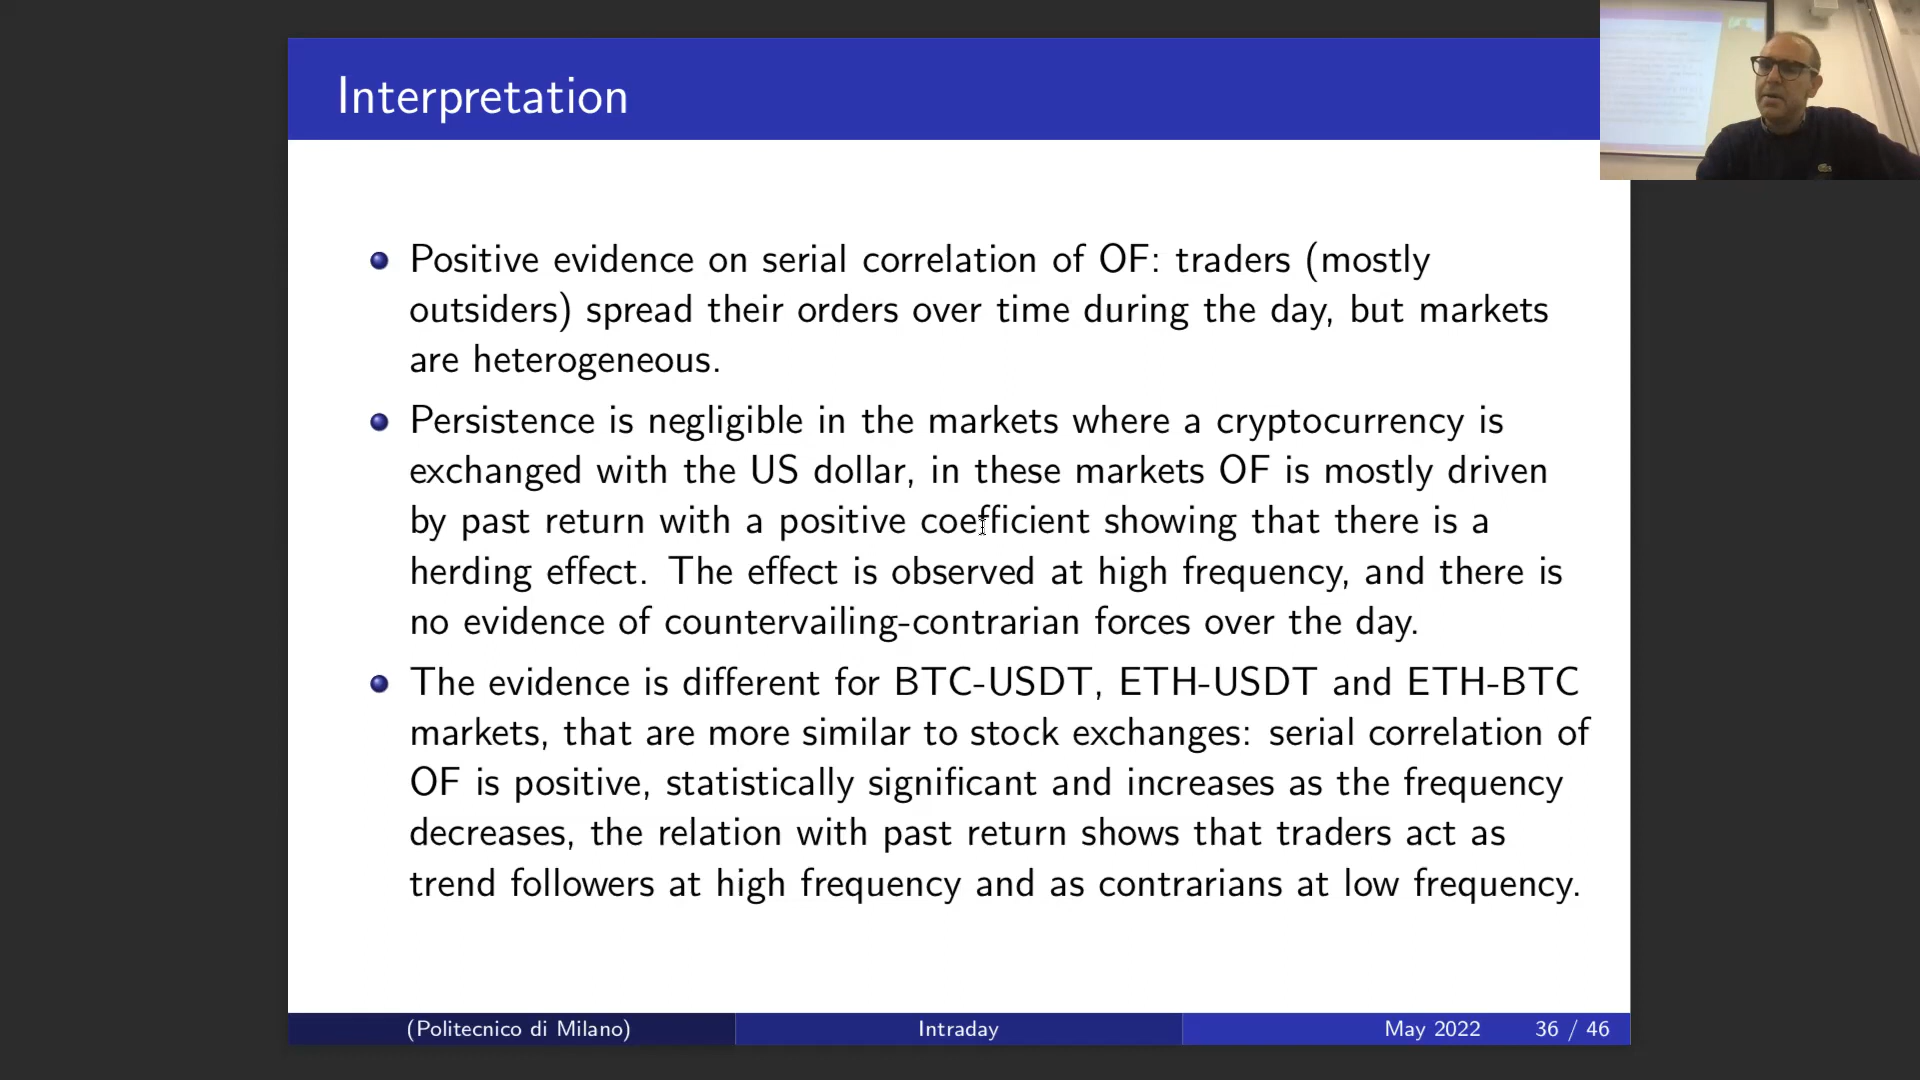 Interpretation
Positive evidence on serial correlation of OF: traders (mostly
outsiders) spread their orders over time during the day, but markets
are heterogeneous.
Persistence is negligible in the markets where a cryptocurrency is
exchanged with the US dollar, in these markets OF is mostly driven
by past return with a positive coefficient showing that there is a
herding effect. The effect is observed at high frequency, and there is
no evidence of countervailing-contrarian forces over the day.
The evidence is different for BTC-USDT, ETH-USDT and ETH-BTC
markets, that are more similar to stock exchanges: serial correlation of
OF is positive, statistically significant and increases as the frequency
decreases, the relation with past return shows that traders act as
trend followers at high frequency and as contrarians at low frequency.
(Politecnico di Milano) Intraday May 2022 36 / 46